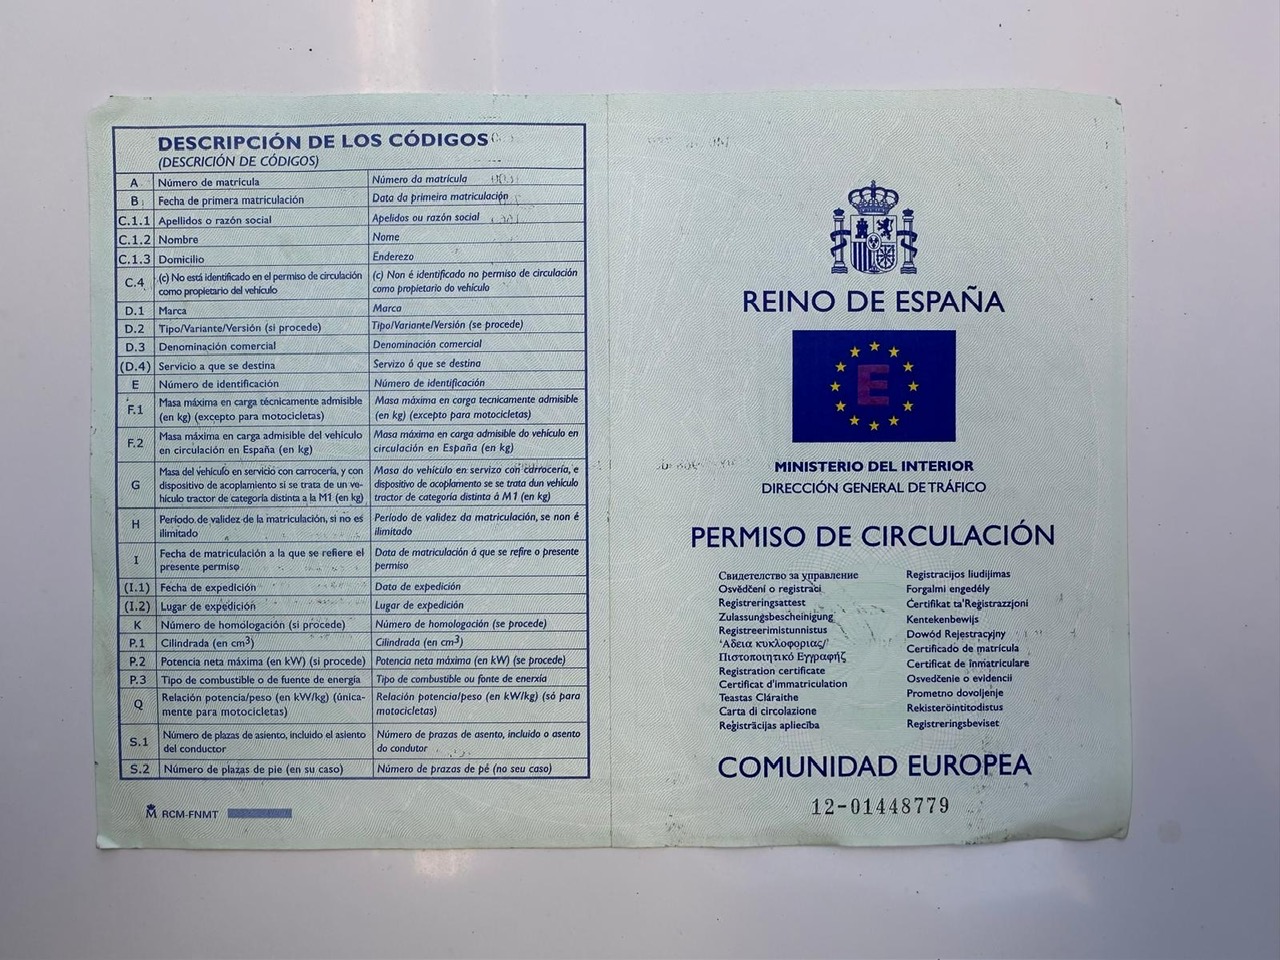 DESCRIPCIÓN DE LOS CÓDIGOS
(DESCRICIÓN DE CÓDIGOS)
A Número de matrícula Número da matrícula
B Fecha de primera matriculación Data da primeira matriculación
C.1.1 Apellidos o razón social Apelidos ou razón social
C.1.2 Nombre Nome
C.1.3 Domicilio Enderezo
C.4 (c) No está identificado en el permiso de circulación (c) Non é identificado no permiso de circulación
como propietario del vehículo como propietario do vehículo
D.1 Marca Marca
D.2 Tipo/Variante/Versión (si procede) Tipo/Variante/Versión (se procede)
D.3 Denominación comercial Denominación comercial
(D.4) Servicio a que se destina Servizo ó que se destina
E Número de identificación Número de identificación
F.1 Masa máxima en carga técnicamente admisible Masa máxima en carga tecnicamente admisible
(en kg) (excepto para motocicletas) (en kg) (excepto para motocicletas)
F.2 Masa máxima en carga admisible del vehículo Masa máxima en carga admisible do vehículo en
en circulación en España (en kg) circulación en España (en kg)
G Masa del vehículo en servicio con carrocería, y con Masa do vehículo en servizo con carrocería, e
dispositivo de acoplamiento si se trata de un ve- dispositivo de acoplamento se se trata dun vehículo
hículo tractor de categoría distinta a la M1 (en kg) tractor de categoría distinta á M1 (en kg)
H Período de validez de la matriculación, si no es Período de validez da matriculación, se non é
ilimitado ilimitado
I Fecha de matriculación a la que se refiere el Data de matriculación á que se refire o presente
presente permiso permiso
(I.1) Fecha de expedición Data de expedición
(I.2) Lugar de expedición Lugar de expedición
K Número de homologación (si procede) Número de homologación (se procede)
P.1 Cilindrada (en cm³) Cilindrada (en cm³)
P.2 Potencia neta máxima (en kW) (si procede) Potencia neta máxima (en kW) (se procede)
P.3 Tipo de combustible o de fuente de energía Tipo de combustible ou fonte de enerxía
Q Relación potencia/peso (en kW/kg) (única- Relación potencia/peso (en kW/kg) (só para
mente para motocicletas) motocicletas)
S.1 Número de plazas de asiento, incluido el asiento Número de prazas de asento, incluido o asento
del conductor do condutor
S.2 Número de plazas de pie (en su caso) Número de prazas de pé (no seu caso)
RCM-FNMT
REINO DE ESPAÑA
E
MINISTERIO DEL INTERIOR
DIRECCIÓN GENERAL DE TRÁFICO
PERMISO DE CIRCULACIÓN
Свидетелство за управление
Osvědčení o registraci
Registreringsattest
Zulassungsbescheinigung
Registreerimistunnistus
'Αδεια κυκλοφορίας/
Πιστοποιητικό Εγγραφής
Registration certificate
Certificat d'immatriculation
Teastas Cláraithe
Carta di circolazione
Reģistrācijas apliecība
Registracijos liudijimas
Forgalmi engedély
Ċertifikat ta'Reġistrazzjoni
Kentekenbewijs
Dowód Rejestracyjny
Certificado de matrícula
Certificat de înmatriculare
Osvedčenie o evidencii
Prometno dovoljenje
Rekisteröintitodistus
Registreringsbeviset
COMUNIDAD EUROPEA
12-01448779